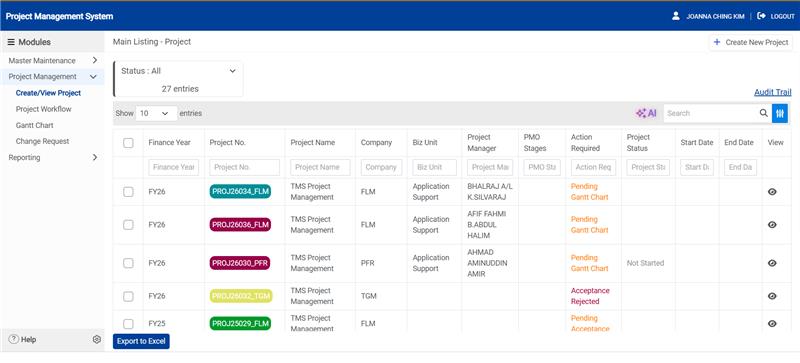 Project Management System
JOANNA CHING KIM
LOGOUT
Modules
Master Maintenance
Project Management
Create/View Project
Project Workflow
Gantt Chart
Change Request
Reporting
Help
Main Listing - Project
Create New Project
Status : All
27 entries
Audit Trail
Show 10 entries
AI
Search
Finance Year Project No. Project Name Company Biz Unit Project Manager PMO Stages Action Required Project Status Start Date End Date View
Finance Year Project No. Project Name Company Biz Unit Project Mar PMO Sta Action Req Project Sta Start Da End Da
FY26 PROJ26034_FLM TMS Project Management FLM Application Support BHALRAJ A/L K.SILVARAJ Pending Gantt Chart
FY26 PROJ26036_FLM TMS Project Management FLM Application Support AFIF FAHMI B.ABDUL HALIM Pending Gantt Chart
FY26 PROJ26030_PFR TMS Project Management PFR Application Support AHMAD AMINUDDIN AMIR Pending Gantt Chart Not Started
FY26 PROJ26032_TGM TMS Project Management TGM Acceptance Rejected
FY25 PROJ25029_FLM TMS Project Management FLM Pending Acceptance
Export to Excel